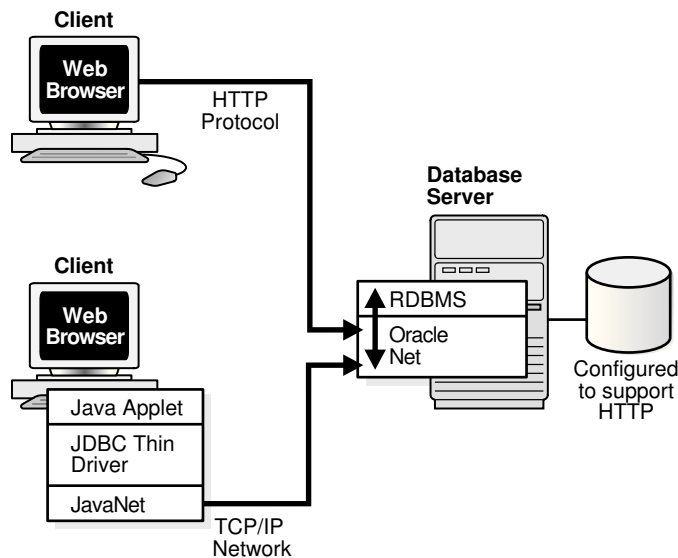 Client
Web
Browser
HTTP
Protocol
Database
Server
RDBMS
Oracle
Net
Configured
to support
HTTP
Client
Web
Browser
Java Applet
JDBC Thin
Driver
JavaNet
TCP/IP
Network